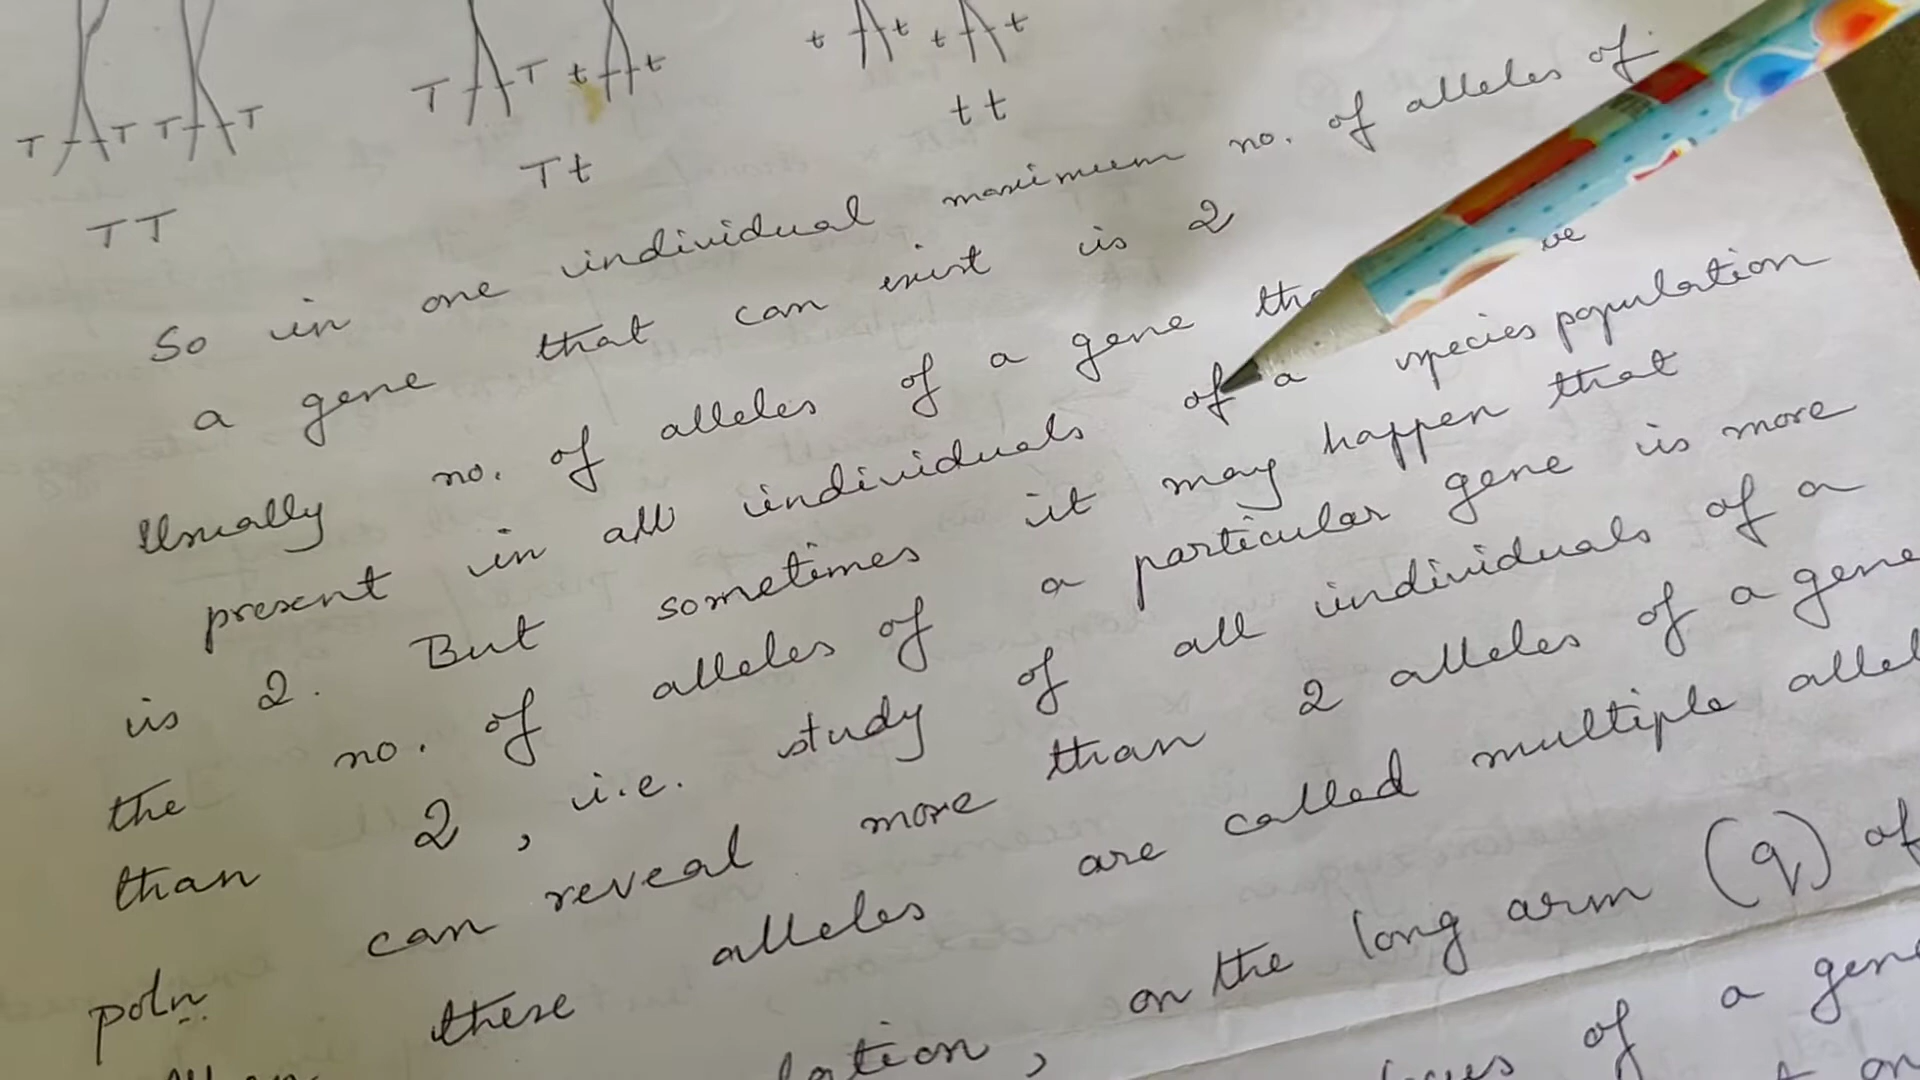 T T T T T T t t t t t t
TT Tt tt
So in one individual maximum no. of alleles of
a gene that can exist is 2
Usually no. of alleles of a gene
present in all individuals of a species population
is 2. But sometimes it may happen that
the no. of alleles of a particular gene is more
than 2, i.e. study of all individuals of a
poln can reveal more than 2 alleles of a gene
these alleles are called multiple
on the long arm (q) of
of a gene